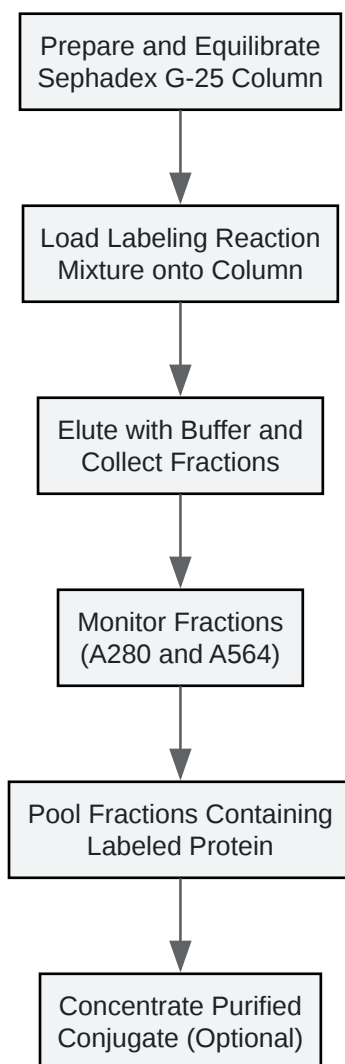 Prepare and Equilibrate
Sephadex G-25 Column
Load Labeling Reaction
Mixture onto Column
Elute with Buffer and
Collect Fractions
Monitor Fractions
(A280 and A564)
Pool Fractions Containing
Labeled Protein
Concentrate Purified
Conjugate (Optional)